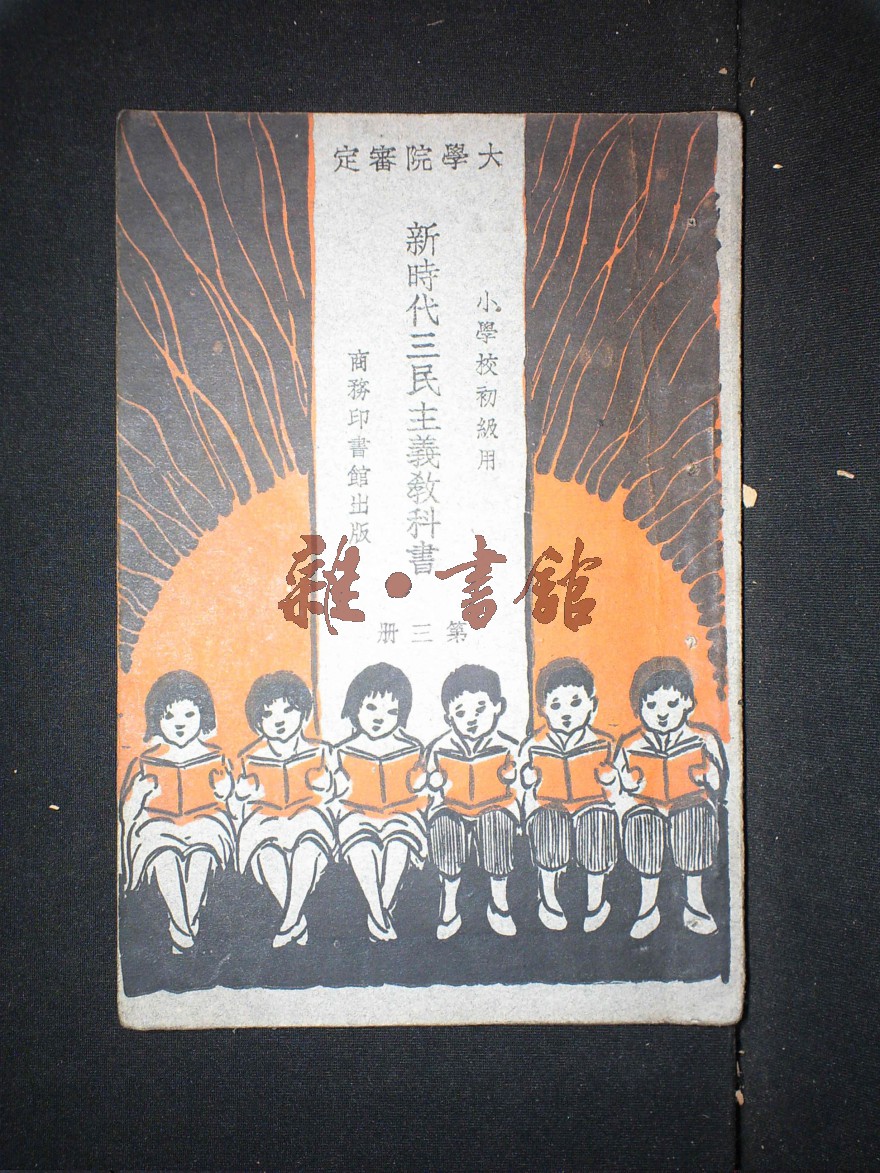 大學院審定
小學校初級用
新時代三民主義教科書
商務印書館出版
第三册
雜·書館